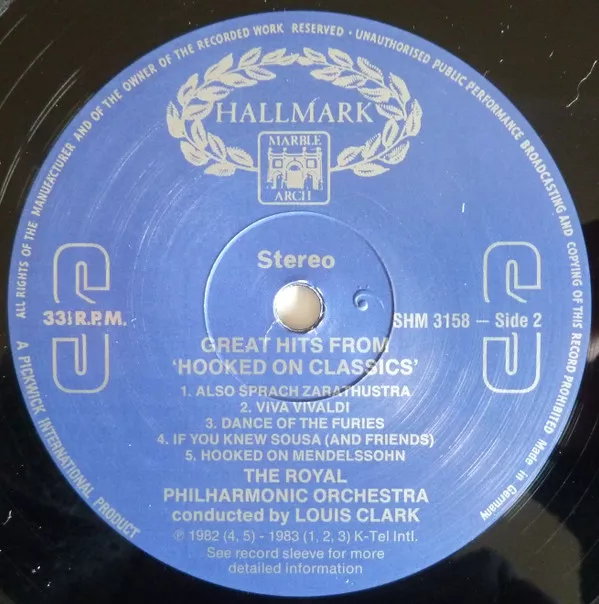 ALL RIGHTS OF THE MANUFACTURER AND OF THE OWNER OF THE RECORDED WORK RESERVED · UNAUTHORISED PUBLIC PERFORMANCE BROADCASTING AND COPYING OF THIS RECORD PROHIBITED
HALLMARK
MARBLE
ARCH
Stereo
33⅓ R.P.M.
SHM 3158 — Side 2
GREAT HITS FROM
'HOOKED ON CLASSICS'
1. ALSO SPRACH ZARATHUSTRA
2. VIVA VIVALDI
3. DANCE OF THE FURIES
4. IF YOU KNEW SOUSA (AND FRIENDS)
5. HOOKED ON MENDELSSOHN
THE ROYAL
PHILHARMONIC ORCHESTRA
conducted by LOUIS CLARK
℗ 1982 (4, 5) - 1983 (1, 2, 3) K-Tel Intl.
See record sleeve for more
detailed information
A PICKWICK INTERNATIONAL PRODUCT
Made in Germany